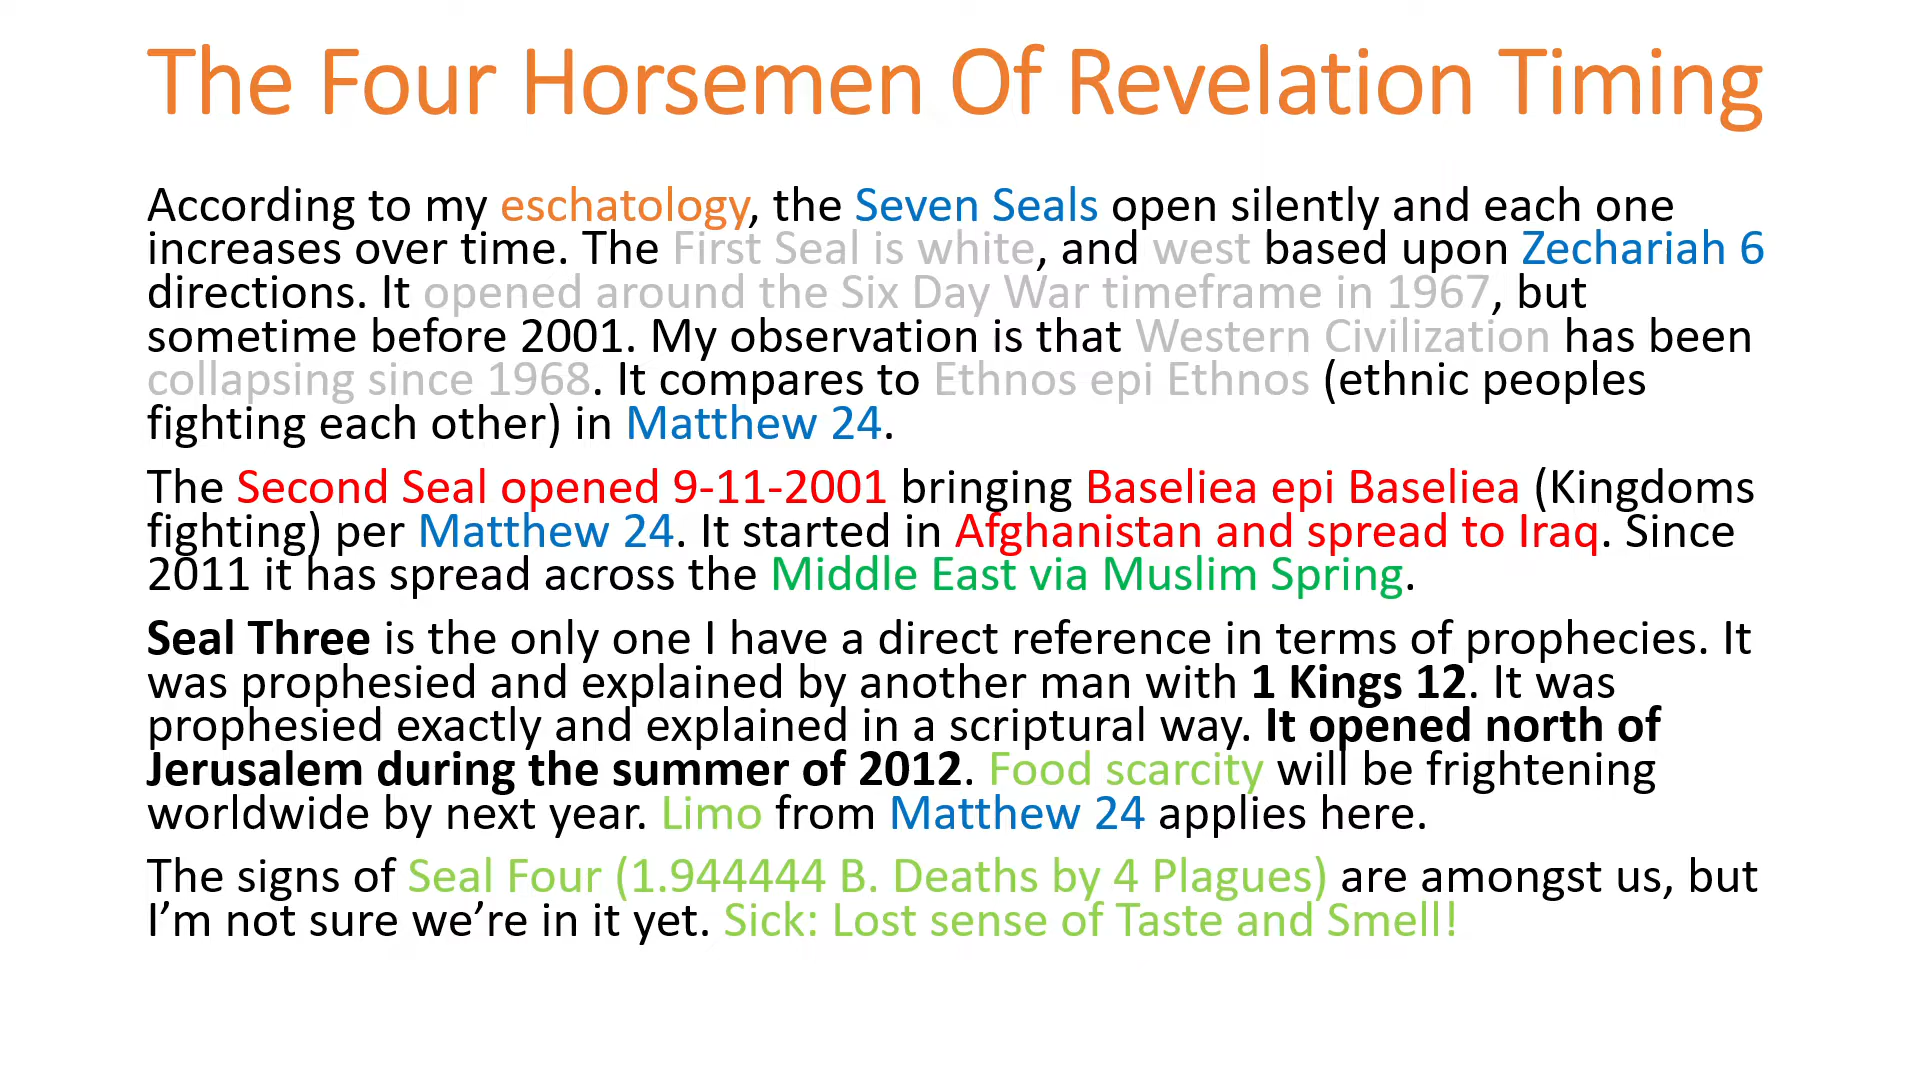 The Four Horsemen Of Revelation Timing
According to my eschatology, the Seven Seals open silently and each one
increases over time. The First Seal is white, and west based upon Zechariah 6
directions. It opened around the Six Day War timeframe in 1967, but
sometime before 2001. My observation is that Western Civilization has been
collapsing since 1968. It compares to Ethnos epi Ethnos (ethnic peoples
fighting each other) in Matthew 24.
The Second Seal opened 9-11-2001 bringing Baseliea epi Baseliea (Kingdoms
fighting) per Matthew 24. It started in Afghanistan and spread to Iraq. Since
2011 it has spread across the Middle East via Muslim Spring.
Seal Three is the only one I have a direct reference in terms of prophecies. It
was prophesied and explained by another man with 1 Kings 12. It was
prophesied exactly and explained in a scriptural way. It opened north of
Jerusalem during the summer of 2012. Food scarcity will be frightening
worldwide by next year. Limo from Matthew 24 applies here.
The signs of Seal Four (1.944444 B. Deaths by 4 Plagues) are amongst us, but
I’m not sure we’re in it yet. Sick: Lost sense of Taste and Smell!